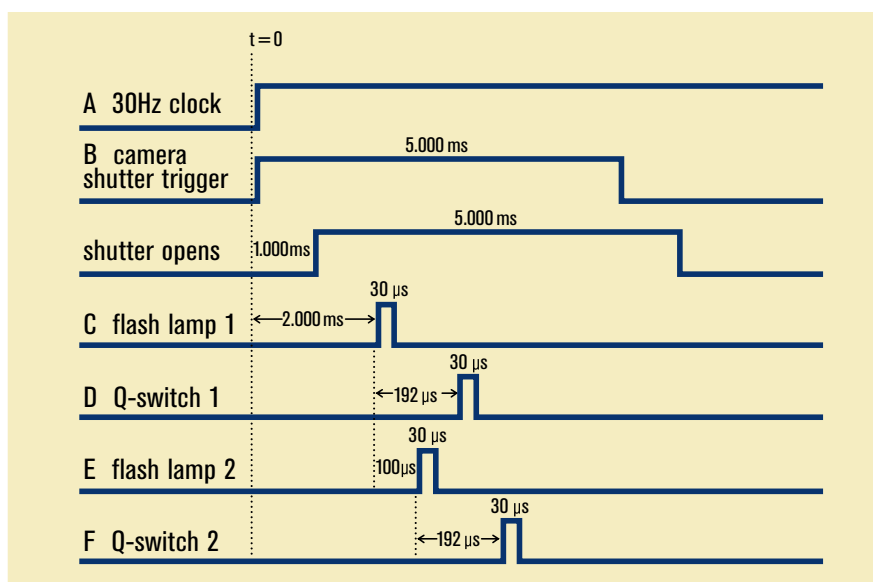 t=0
A 30Hz clock
5.000 ms
B camera
shutter trigger
5.000 ms
shutter opens
1.000ms
30 µs
C flash lamp 1
2.000 ms
30 µs
D Q-switch 1
192 µs
30 µs
E flash lamp 2
100µs
30 µs
F Q-switch 2
192 µs